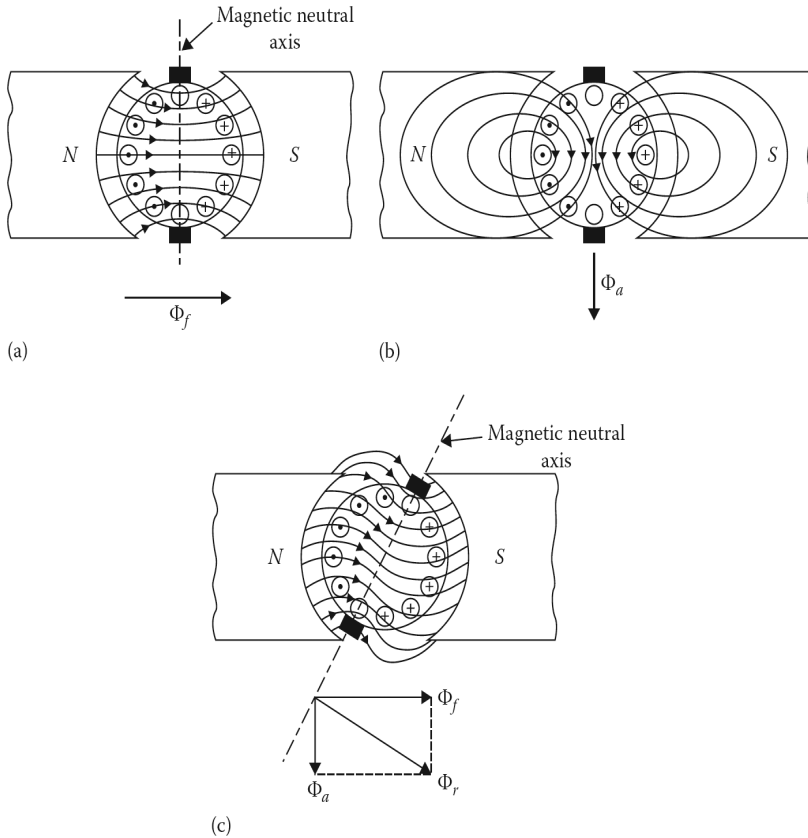 Magnetic neutral
axis
N
S
Φf
(a)
N
S
Φa
(b)
Magnetic neutral
axis
N
S
Φf
Φa
Φr
(c)